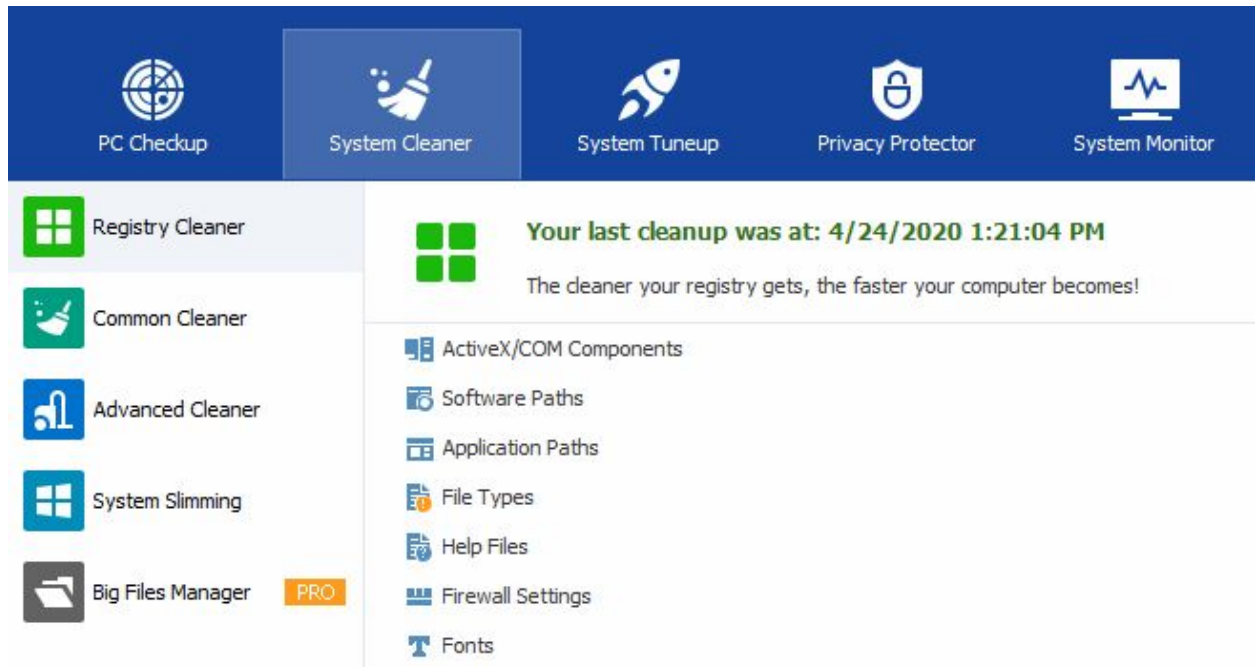 PC Checkup
System Cleaner
System Tuneup
Privacy Protector
System Monitor
Registry Cleaner
Common Cleaner
Advanced Cleaner
System Slimming
Big Files Manager PRO
Your last cleanup was at: 4/24/2020 1:21:04 PM
The cleaner your registry gets, the faster your computer becomes!
ActiveX/COM Components
Software Paths
Application Paths
File Types
Help Files
Firewall Settings
Fonts